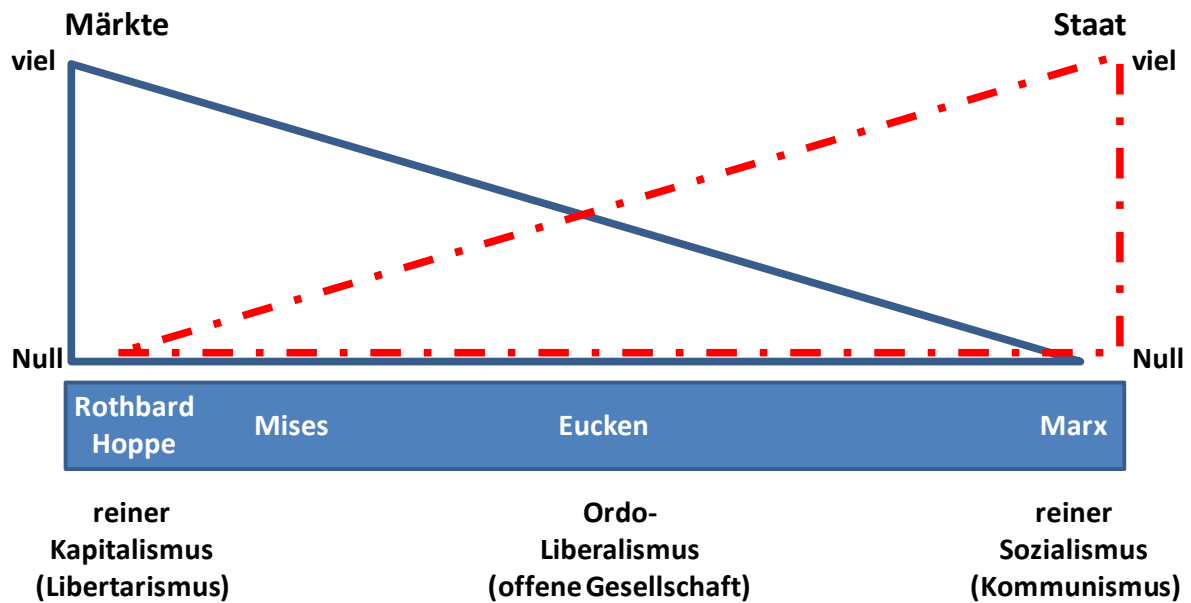 Märkte
Staat
viel
viel
Null
Null
Rothbard
Hoppe
Mises
Eucken
Marx
reiner
Kapitalismus
(Libertarismus)
Ordo-
Liberalismus
(offene Gesellschaft)
reiner
Sozialismus
(Kommunismus)